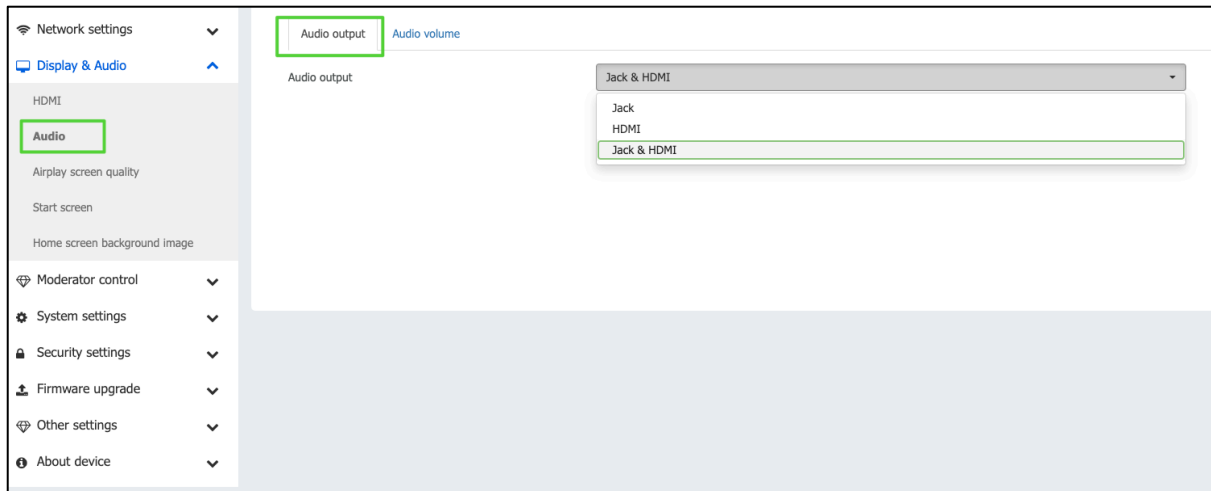 Network settings
Display & Audio
HDMI
Audio
Airplay screen quality
Start screen
Home screen background image
Moderator control
System settings
Security settings
Firmware upgrade
Other settings
About device
Audio output
Audio volume
Audio output
Jack & HDMI
Jack
HDMI
Jack & HDMI